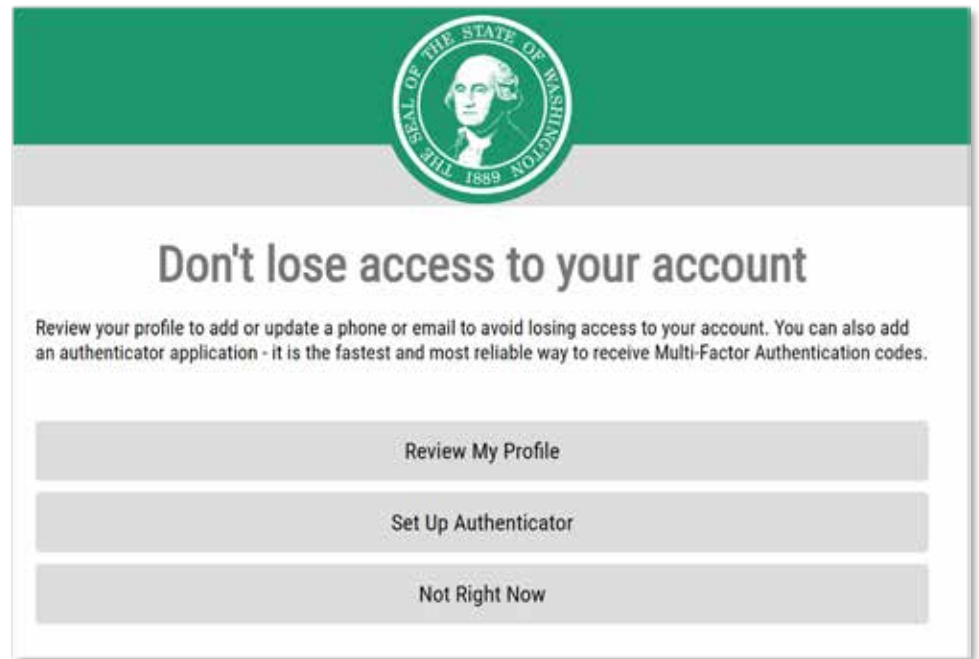 THE SEAL OF THE STATE OF WASHINGTON
1889
Don't lose access to your account
Review your profile to add or update a phone or email to avoid losing access to your account. You can also add
an authenticator application - it is the fastest and most reliable way to receive Multi-Factor Authentication codes.
Review My Profile
Set Up Authenticator
Not Right Now